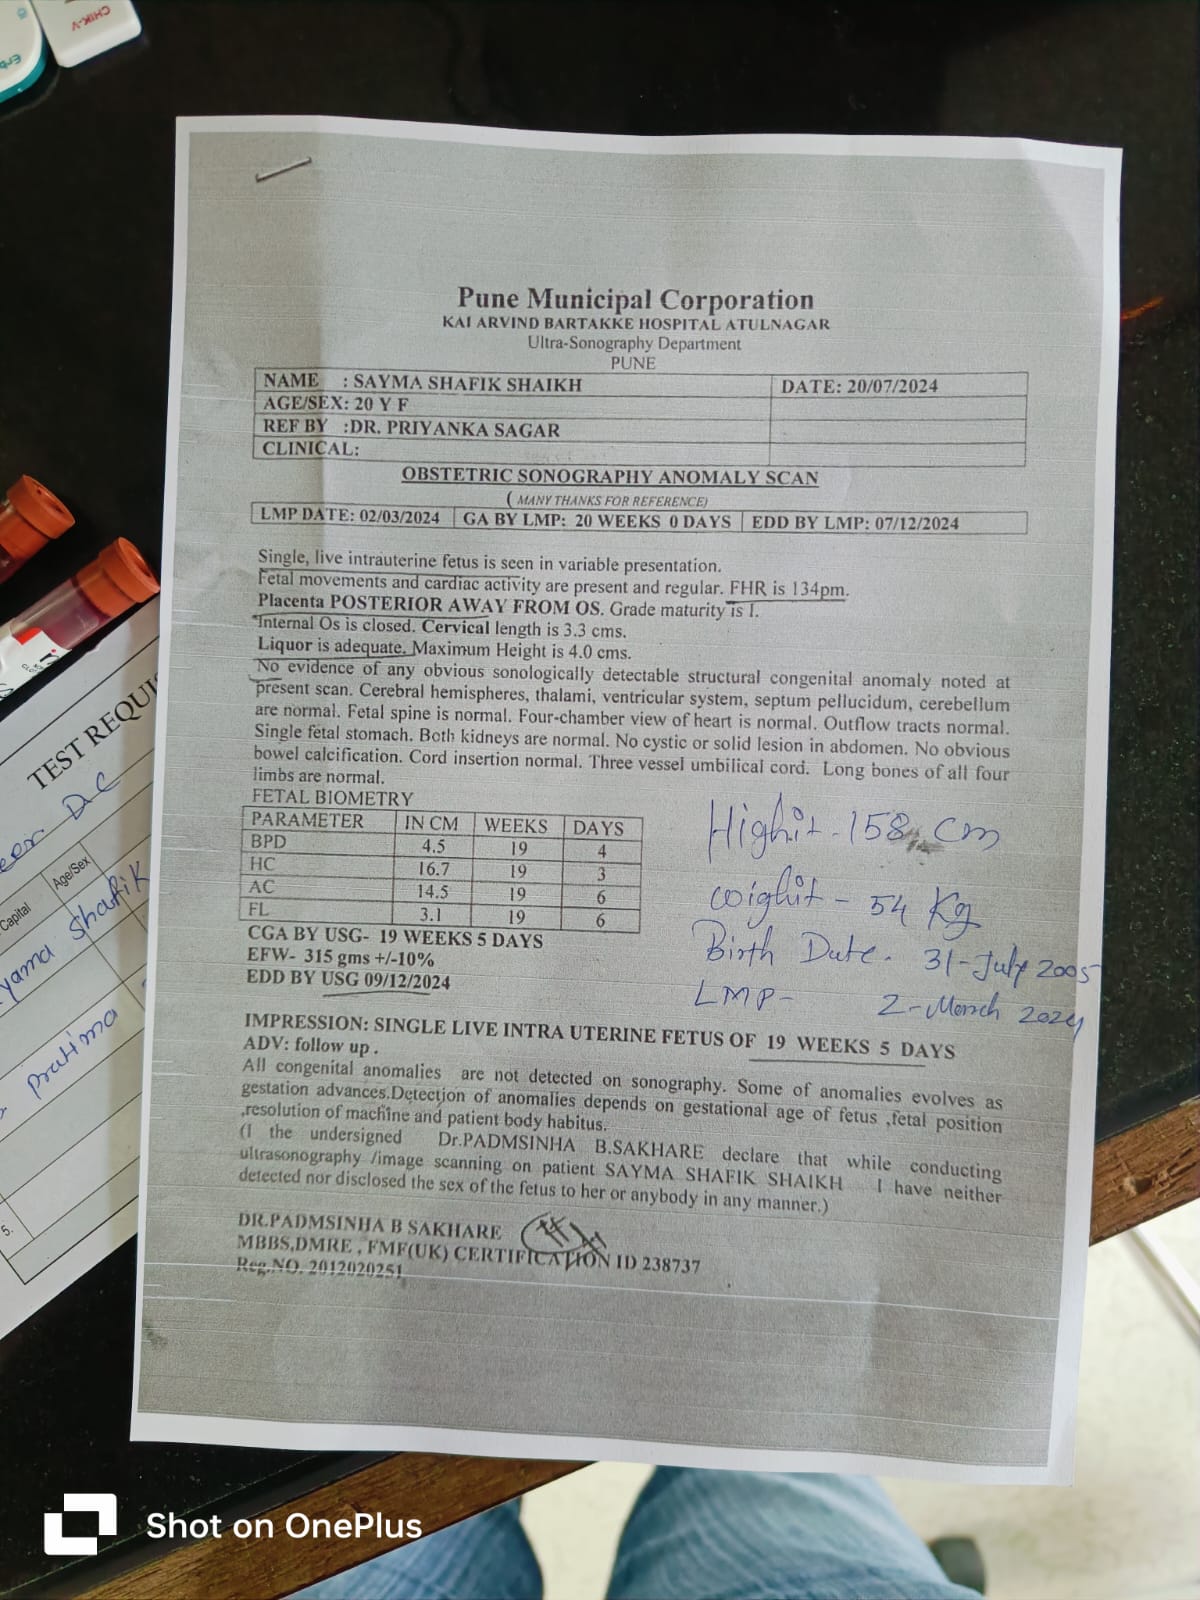 CHIK-V
Pune Municipal Corporation
KAI ARVIND BARTAKKE HOSPITAL ATULNAGAR
Ultra-Sonography Department
PUNE
NAME : SAYMA SHAFIK SHAIKH DATE: 20/07/2024
AGE/SEX: 20 Y F
REF BY :DR. PRIYANKA SAGAR
CLINICAL:
OBSTETRIC SONOGRAPHY ANOMALY SCAN
( MANY THANKS FOR REFERENCE)
LMP DATE: 02/03/2024 GA BY LMP: 20 WEEKS 0 DAYS EDD BY LMP: 07/12/2024
Single, live intrauterine fetus is seen in variable presentation.
Fetal movements and cardiac activity are present and regular. FHR is 134pm.
Placenta POSTERIOR AWAY FROM OS. Grade maturity is I.
Internal Os is closed. Cervical length is 3.3 cms.
Liquor is adequate. Maximum Height is 4.0 cms.
No evidence of any obvious sonologically detectable structural congenital anomaly noted at
present scan. Cerebral hemispheres, thalami, ventricular system, septum pellucidum, cerebellum
are normal. Fetal spine is normal. Four-chamber view of heart is normal. Outflow tracts normal.
Single fetal stomach. Both kidneys are normal. No cystic or solid lesion in abdomen. No obvious
bowel calcification. Cord insertion normal. Three vessel umbilical cord. Long bones of all four
limbs are normal.
FETAL BIOMETRY
PARAMETER IN CM WEEKS DAYS
BPD 4.5 19 4
HC 16.7 19 3
AC 14.5 19 6
FL 3.1 19 6
CGA BY USG- 19 WEEKS 5 DAYS
EFW- 315 gms +/-10%
EDD BY USG 09/12/2024
Highit - 158 cm
Wighit - 54 Kg
Birth Date. 31-July 2005
LMP- 2-March 2024
IMPRESSION: SINGLE LIVE INTRA UTERINE FETUS OF 19 WEEKS 5 DAYS
ADV: follow up .
All congenital anomalies are not detected on sonography. Some of anomalies evolves as
gestation advances.Detection of anomalies depends on gestational age of fetus ,fetal position
,resolution of machine and patient body habitus.
(I the undersigned Dr.PADMSINHA B.SAKHARE declare that while conducting
ultrasonography /image scanning on patient SAYMA SHAFIK SHAIKH I have neither
detected nor disclosed the sex of the fetus to her or anybody in any manner.)
DR.PADMSINHA B SAKHARE
MBBS,DMRE , FMF(UK) CERTIFICATION ID 238737
Reg.NO. 2012020251
TEST REQUIS
DC
Capital Age/Sex
yama Shafik
Pratima
5.
Shot on OnePlus